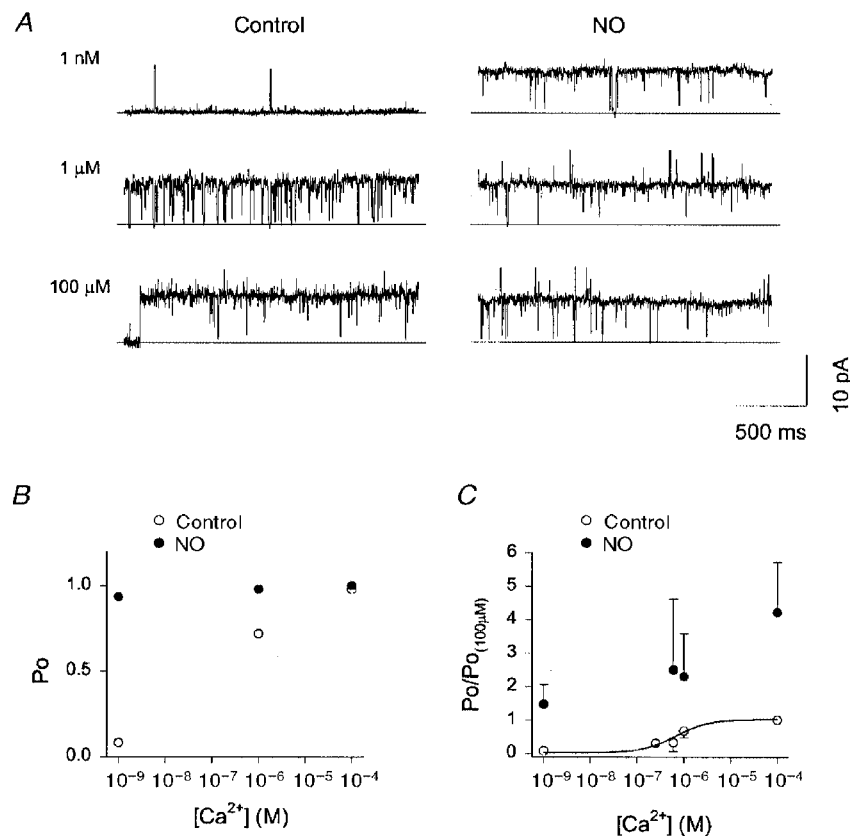 A
Control
NO
1 nM
1 µM
100 µM
10 pA
500 ms
B
Control
NO
1.0
0.5
0.0
Po
10⁻⁹ 10⁻⁸ 10⁻⁷ 10⁻⁶ 10⁻⁵ 10⁻⁴
[Ca²⁺] (M)
C
Control
NO
6
5
4
3
2
1
0
Po/Po(100µM)
10⁻⁹ 10⁻⁸ 10⁻⁷ 10⁻⁶ 10⁻⁵ 10⁻⁴
[Ca²⁺] (M)